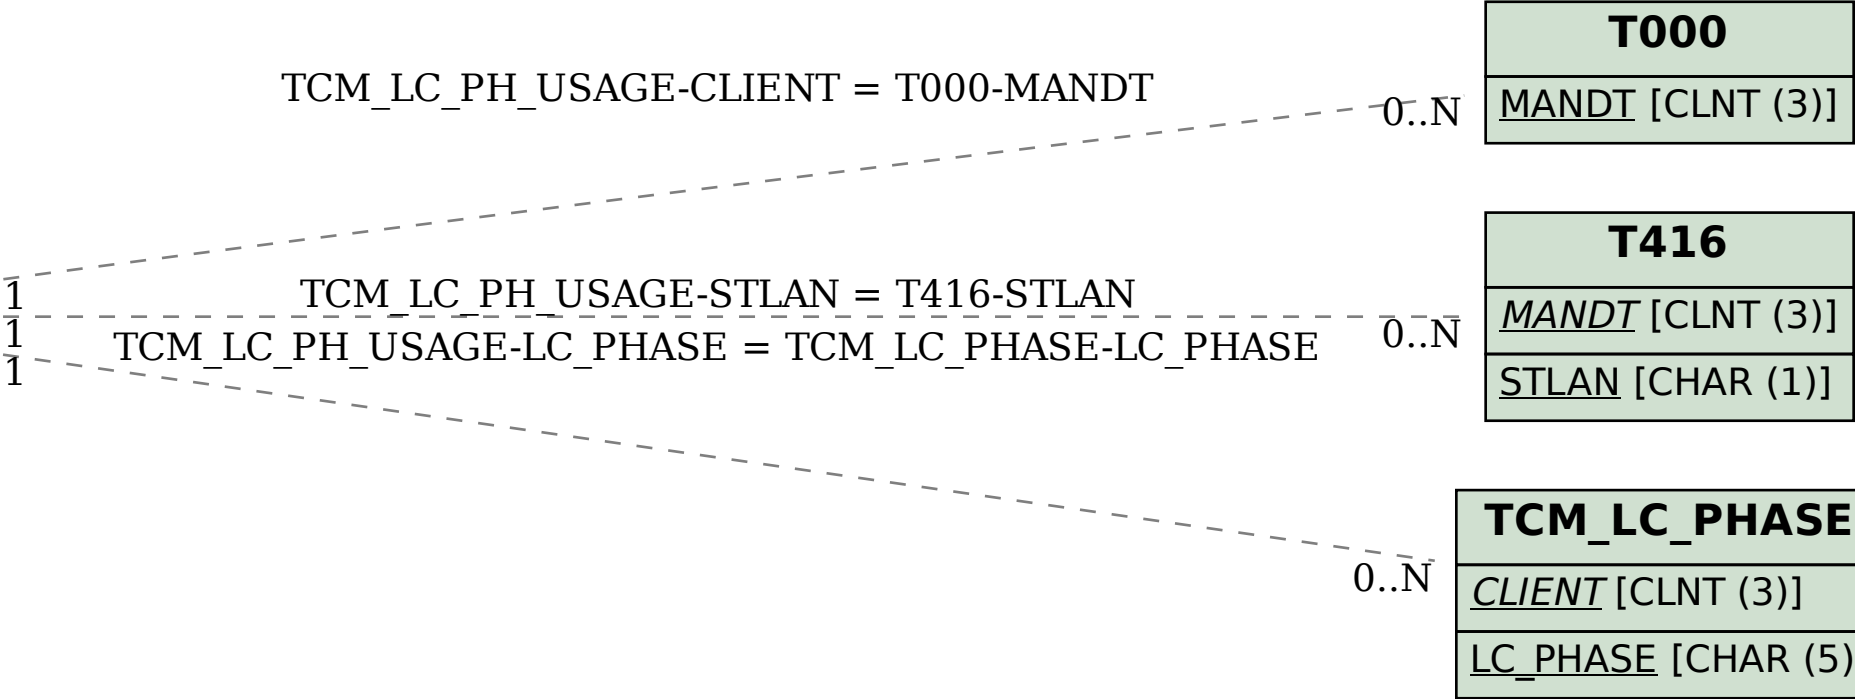 T000
TCM_LC_PH_USAGE-CLIENT = T000-MANDT
0..N
MANDT [CLNT (3)]
T416
1
TCM_LC_PH_USAGE-STLAN = T416-STLAN
MANDT [CLNT (3)]
1
0..N
TCM_LC_PH_USAGE-LC_PHASE = TCM_LC_PHASE-LC_PHASE
1
STLAN [CHAR (1)]
TCM_LC_PHASE
0..N
CLIENT [CLNT (3)]
LC_PHASE [CHAR (5)